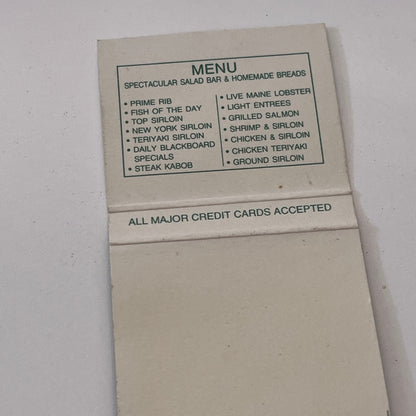 MENU
SPECTACULAR SALAD BAR & HOMEMADE BREADS
• PRIME RIB
• FISH OF THE DAY
• TOP SIRLOIN
• NEW YORK SIRLOIN
• TERIYAKI SIRLOIN
• DAILY BLACKBOARD
SPECIALS
• STEAK KABOB
• LIVE MAINE LOBSTER
• LIGHT ENTREES
• GRILLED SALMON
• SHRIMP & SIRLOIN
• CHICKEN & SIRLOIN
• CHICKEN TERIYAKI
• GROUND SIRLOIN
ALL MAJOR CREDIT CARDS ACCEPTED